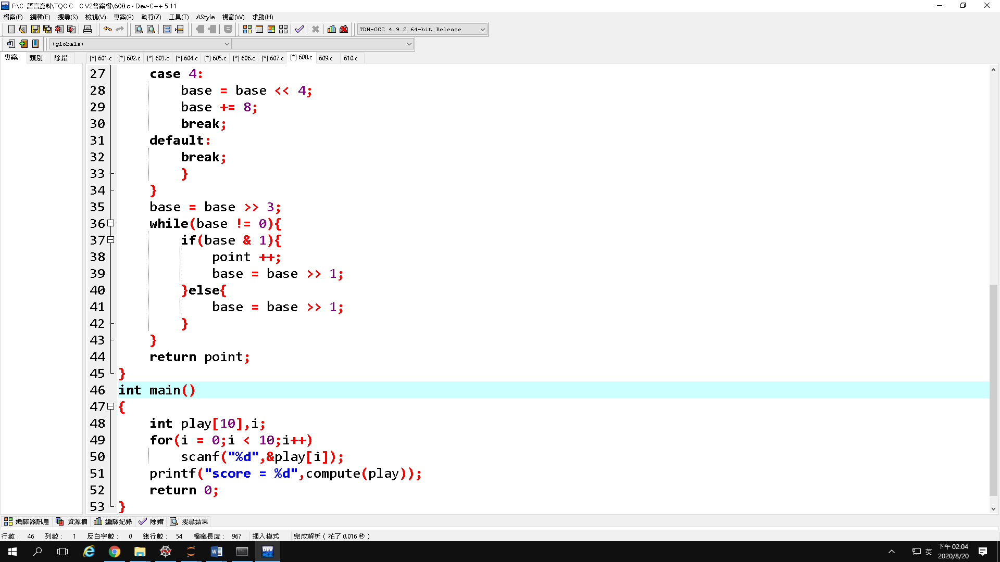 F:\C 語言資料\TQC C C V2答案檔\608.c - Dev-C++ 5.11
檔案(F) 編輯(E) 搜尋(S) 檢視(V) 專案(P) 執行(Z) 工具(T) AStyle 視窗(W) 求助(H)
TDM-GCC 4.9.2 64-bit Release
(globals)
專案 類別 除錯 [*] 601.c [*] 602.c [*] 603.c [*] 604.c [*] 605.c [*] 606.c [*] 607.c [*] 608.c 609.c 610.c
27 case 4:
28 base = base << 4;
29 base += 8;
30 break;
31 default:
32 break;
33 }
34 }
35 base = base >> 3;
36 while(base != 0){
37 if(base & 1){
38 point ++;
39 base = base >> 1;
40 }else{
41 base = base >> 1;
42 }
43 }
44 return point;
45 }
46 int main()
47 {
48 int play[10],i;
49 for(i = 0;i < 10;i++)
50 scanf("%d",&play[i]);
51 printf("score = %d",compute(play));
52 return 0;
53 }
編譯器訊息 資源檔 編譯紀錄 除錯 搜尋結果
行數 : 46 列數 : 1 反白字數 : 0 總行數 : 54 檔案長度 : 967 插入模式 完成解析 ( 花了 0.016 秒 )
DEV 英 下午 02:04
2020/8/20